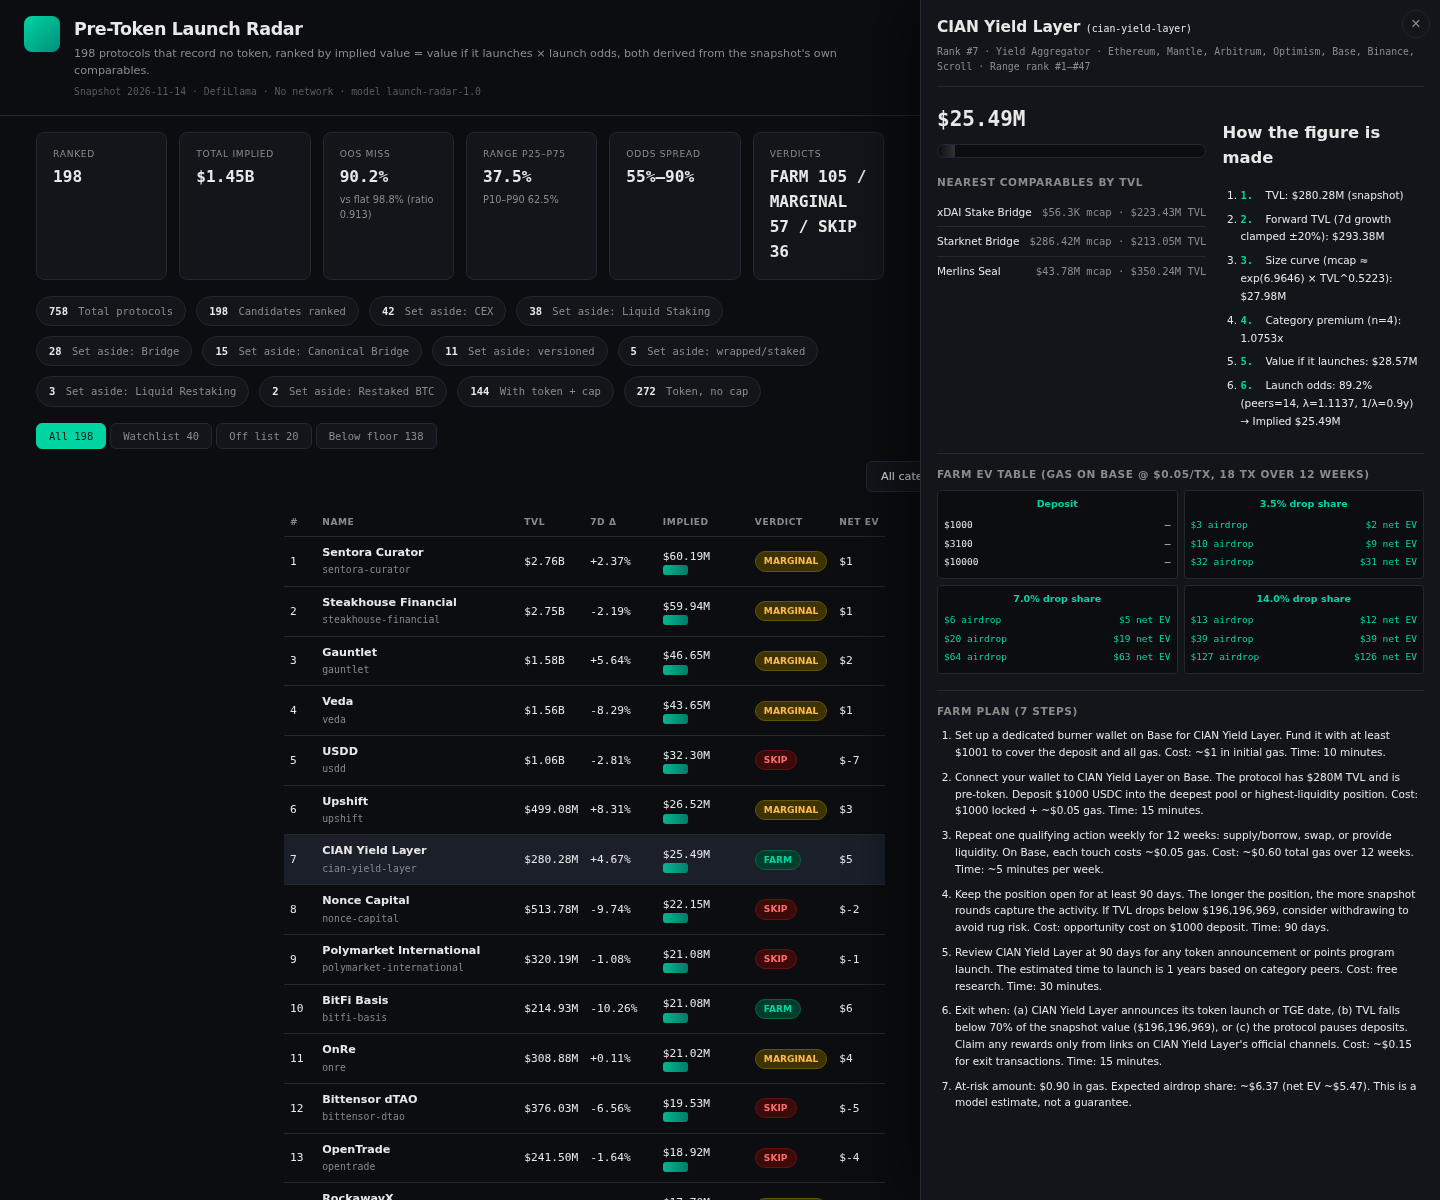 Pre-Token Launch Radar
198 protocols that record no token, ranked by implied value = value if it launches × launch odds, both derived from the snapshot's own
comparables.
Snapshot 2026-11-14 · DefiLlama · No network · model launch-radar-1.0
RANKED
198
TOTAL IMPLIED
$1.45B
OOS MISS
90.2%
vs flat 98.8% (ratio
0.913)
RANGE P25–P75
37.5%
P10–P90 62.5%
ODDS SPREAD
55%–90%
VERDICTS
FARM 105 /
MARGINAL
57 / SKIP
36
758 Total protocols
198 Candidates ranked
42 Set aside: CEX
38 Set aside: Liquid Staking
28 Set aside: Bridge
15 Set aside: Canonical Bridge
11 Set aside: versioned
5 Set aside: wrapped/staked
3 Set aside: Liquid Restaking
2 Set aside: Restaked BTC
144 With token + cap
272 Token, no cap
All 198
Watchlist 40
Off list 20
Below floor 138
All cate
# NAME TVL 7D Δ IMPLIED VERDICT NET EV
1 Sentora Curator $2.76B +2.37% $60.19M MARGINAL $1
sentora-curator
2 Steakhouse Financial $2.75B -2.19% $59.94M MARGINAL $1
steakhouse-financial
3 Gauntlet $1.58B +5.64% $46.65M MARGINAL $2
gauntlet
4 Veda $1.56B -8.29% $43.65M MARGINAL $1
veda
5 USDD $1.06B -2.81% $32.30M SKIP $-7
usdd
6 Upshift $499.08M +8.31% $26.52M MARGINAL $3
upshift
7 CIAN Yield Layer $280.28M +4.67% $25.49M FARM $5
cian-yield-layer
8 Nonce Capital $513.78M -9.74% $22.15M SKIP $-2
nonce-capital
9 Polymarket International $320.19M -1.08% $21.08M SKIP $-1
polymarket-international
10 BitFi Basis $214.93M -10.26% $21.08M FARM $6
bitfi-basis
11 OnRe $308.88M +0.11% $21.02M MARGINAL $4
onre
12 Bittensor dTAO $376.03M -6.56% $19.53M SKIP $-5
bittensor-dtao
13 OpenTrade $241.50M -1.64% $18.92M SKIP $-4
opentrade
RockawayX
CIAN Yield Layer (cian-yield-layer)
×
Rank #7 · Yield Aggregator · Ethereum, Mantle, Arbitrum, Optimism, Base, Binance,
Scroll · Range rank #1–#47
$25.49M
NEAREST COMPARABLES BY TVL
xDAI Stake Bridge $56.3K mcap · $223.43M TVL
Starknet Bridge $286.42M mcap · $213.05M TVL
Merlins Seal $43.78M mcap · $350.24M TVL
How the figure is
made
1. 1. TVL: $280.28M (snapshot)
2. 2. Forward TVL (7d growth
clamped ±20%): $293.38M
3. 3. Size curve (mcap ≈
exp(6.9646) × TVL^0.5223):
$27.98M
4. 4. Category premium (n=4):
1.0753x
5. 5. Value if it launches: $28.57M
6. 6. Launch odds: 89.2%
(peers=14, λ=1.1137, 1/λ=0.9y)
→ Implied $25.49M
FARM EV TABLE (GAS ON BASE @ $0.05/TX, 18 TX OVER 12 WEEKS)
Deposit
$1000 —
$3100 —
$10000 —
3.5% drop share
$3 airdrop $2 net EV
$10 airdrop $9 net EV
$32 airdrop $31 net EV
7.0% drop share
$6 airdrop $5 net EV
$20 airdrop $19 net EV
$64 airdrop $63 net EV
14.0% drop share
$13 airdrop $12 net EV
$39 airdrop $39 net EV
$127 airdrop $126 net EV
FARM PLAN (7 STEPS)
1. Set up a dedicated burner wallet on Base for CIAN Yield Layer. Fund it with at least
$1001 to cover the deposit and all gas. Cost: ~$1 in initial gas. Time: 10 minutes.
2. Connect your wallet to CIAN Yield Layer on Base. The protocol has $280M TVL and is
pre-token. Deposit $1000 USDC into the deepest pool or highest-liquidity position. Cost:
$1000 locked + ~$0.05 gas. Time: 15 minutes.
3. Repeat one qualifying action weekly for 12 weeks: supply/borrow, swap, or provide
liquidity. On Base, each touch costs ~$0.05 gas. Cost: ~$0.60 total gas over 12 weeks.
Time: ~5 minutes per week.
4. Keep the position open for at least 90 days. The longer the position, the more snapshot
rounds capture the activity. If TVL drops below $196,196,969, consider withdrawing to
avoid rug risk. Cost: opportunity cost on $1000 deposit. Time: 90 days.
5. Review CIAN Yield Layer at 90 days for any token announcement or points program
launch. The estimated time to launch is 1 years based on category peers. Cost: free
research. Time: 30 minutes.
6. Exit when: (a) CIAN Yield Layer announces its token launch or TGE date, (b) TVL falls
below 70% of the snapshot value ($196,196,969), or (c) the protocol pauses deposits.
Claim any rewards only from links on CIAN Yield Layer's official channels. Cost: ~$0.15
for exit transactions. Time: 15 minutes.
7. At-risk amount: $0.90 in gas. Expected airdrop share: ~$6.37 (net EV ~$5.47). This is a
model estimate, not a guarantee.